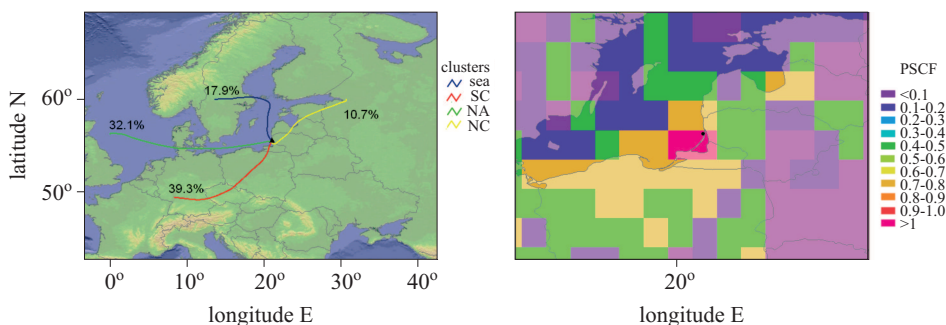 latitude N
60°
50°
0°
10°
20°
30°
40°
longitude E
17.9%
10.7%
32.1%
39.3%
clusters
sea
SC
NA
NC
20°
longitude E
PSCF
<0.1
0.1-0.2
0.2-0.3
0.3-0.4
0.4-0.5
0.5-0.6
0.6-0.7
0.7-0.8
0.8-0.9
0.9-1.0
>1